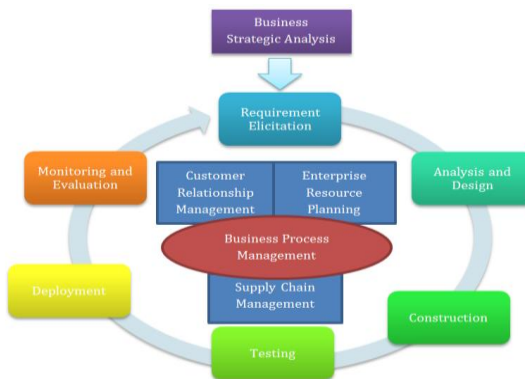 Business
Strategic Analysis
Requirement
Elicitation
Monitoring and
Evaluation
Customer
Relationship
Management
Enterprise
Resource
Planning
Analysis and
Design
Business Process
Management
Deployment
Supply Chain
Management
Construction
Testing